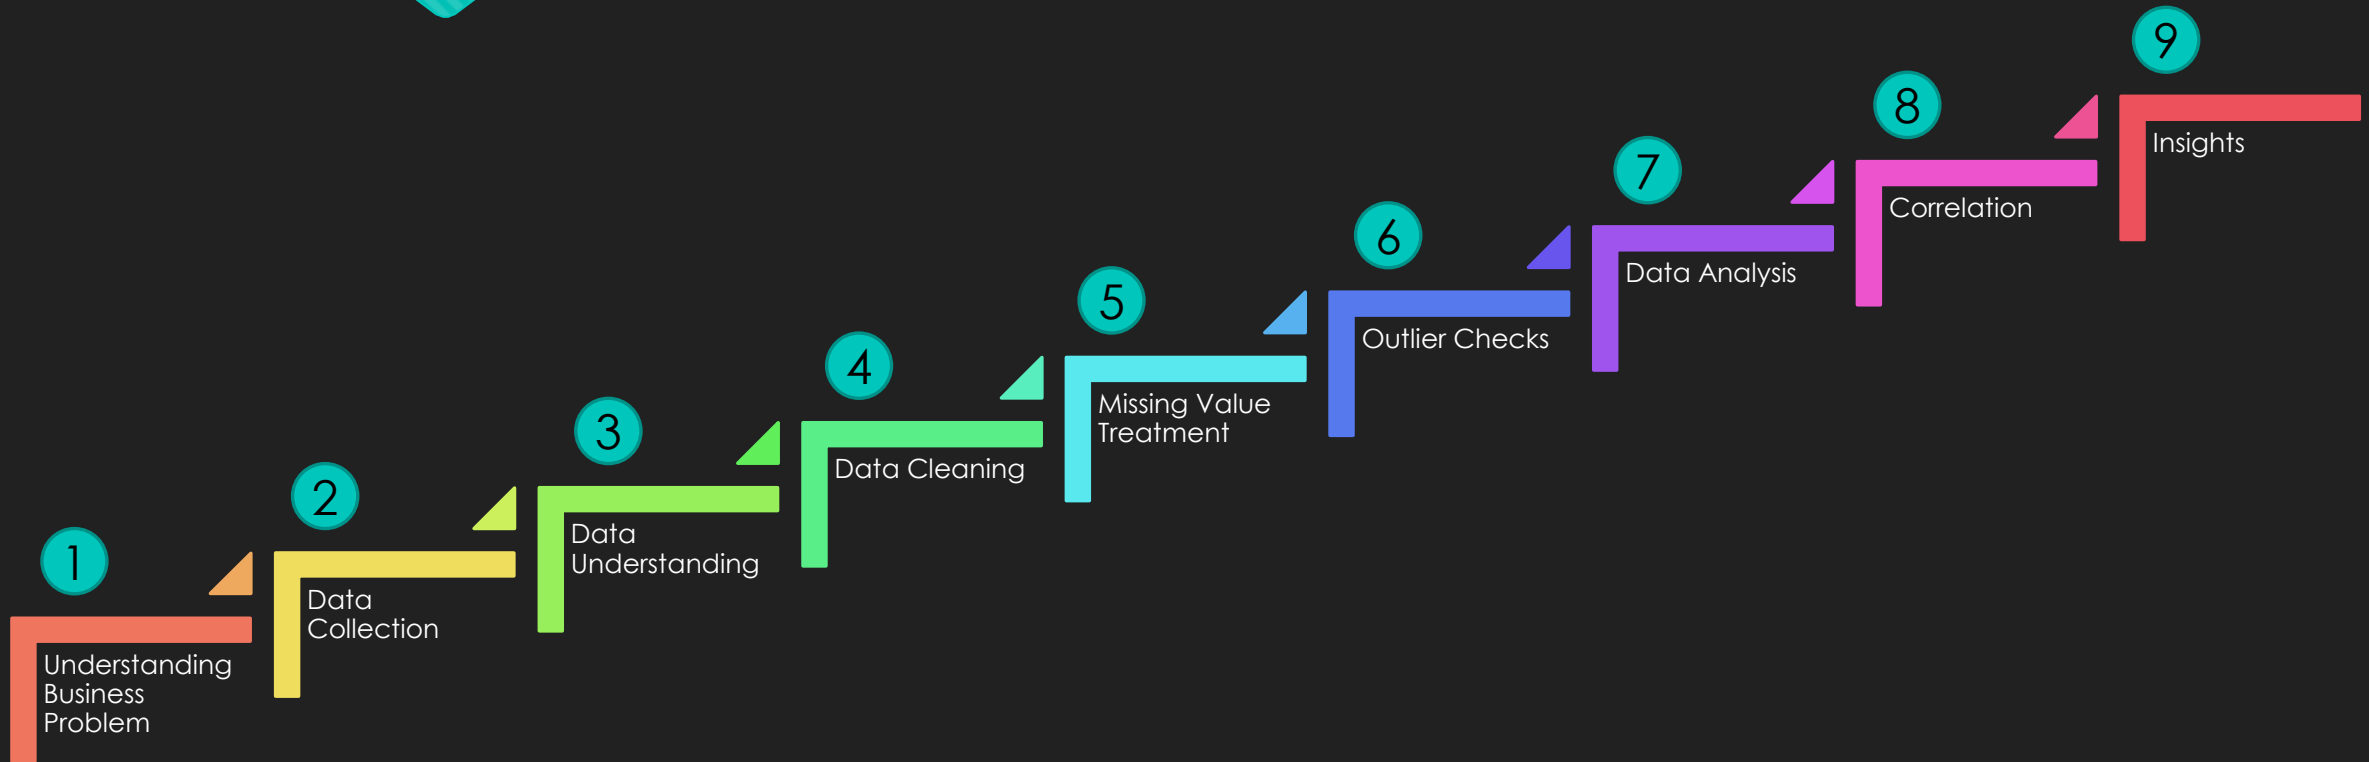 1
Understanding
Business
Problem
2
Data
Collection
3
Data
Understanding
4
Data Cleaning
5
Missing Value
Treatment
6
Outlier Checks
7
Data Analysis
8
Correlation
9
Insights